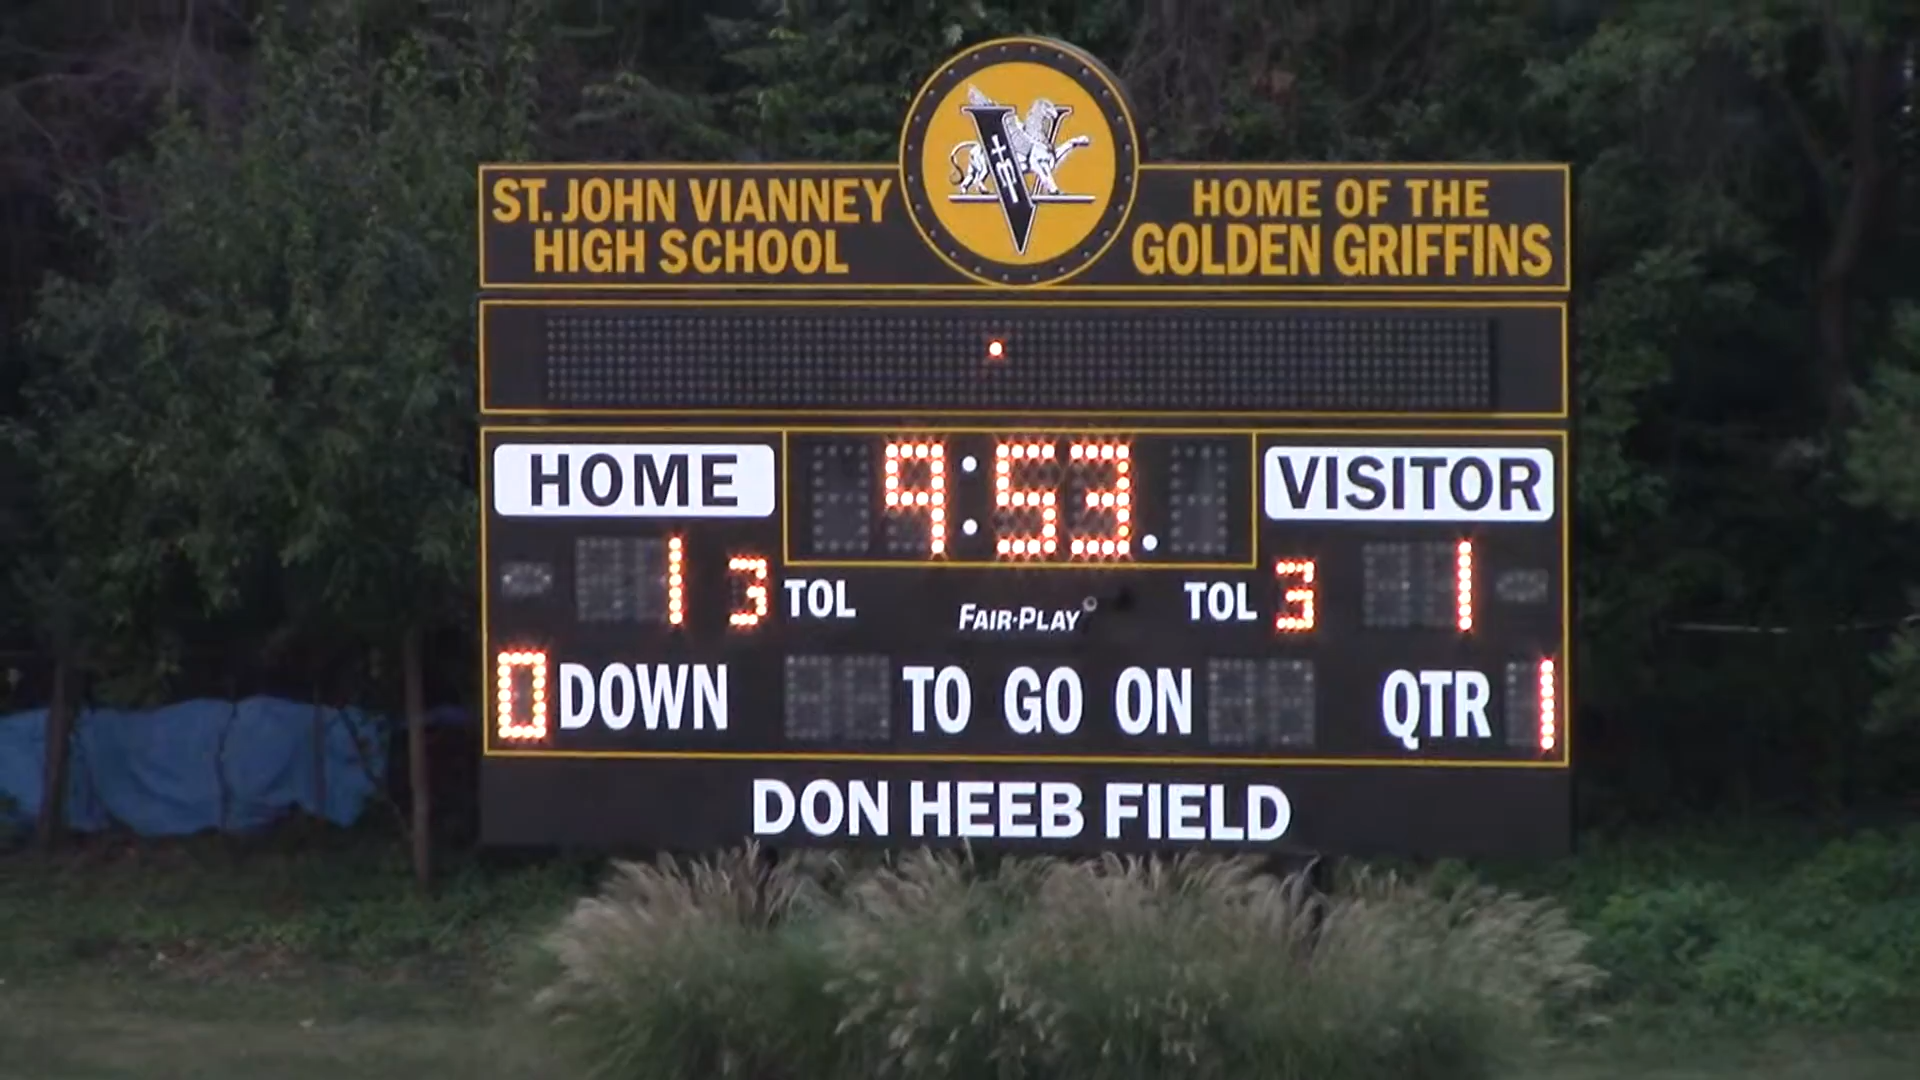 ST. JOHN VIANNEY
HIGH SCHOOL
V
HOME OF THE
GOLDEN GRIFFINS
HOME
9:53
VISITOR
1 3 TOL
TOL 3 1
FAIR-PLAY
0 DOWN TO GO ON QTR 1
DON HEEB FIELD